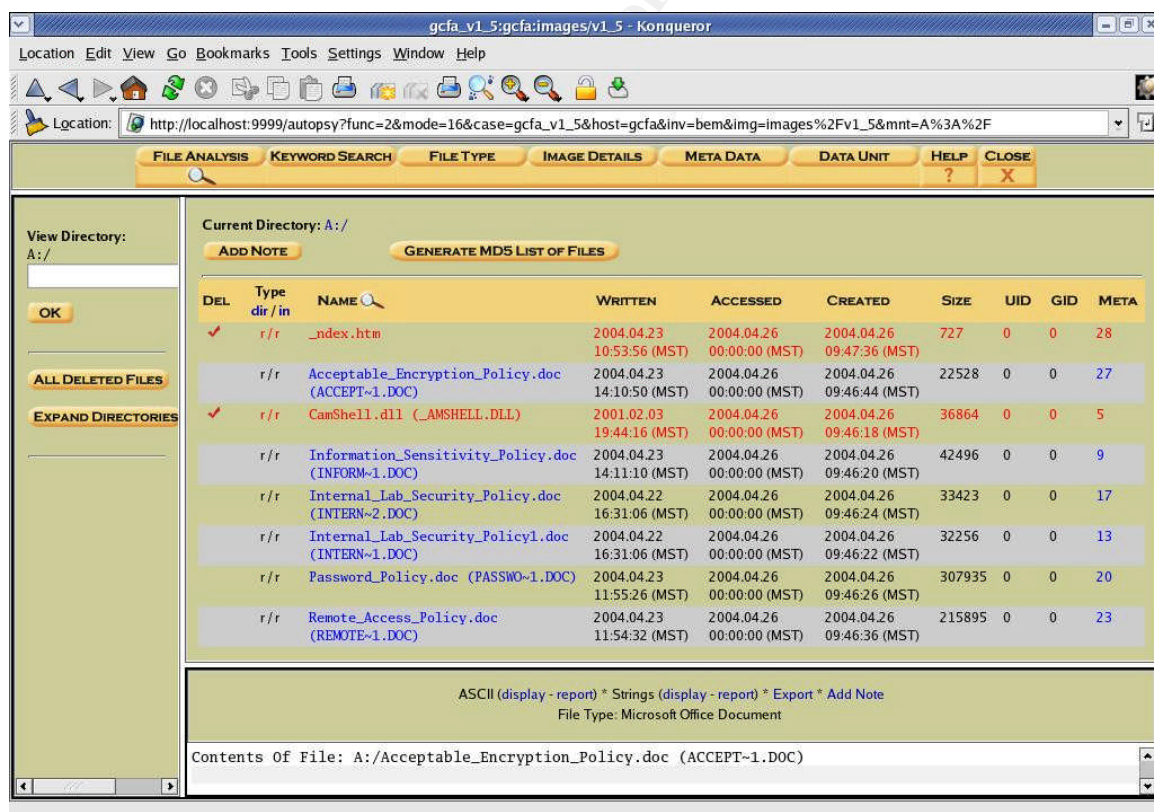 gcfa_v1_5:gcfa:images/v1_5 - Konqueror
Location Edit View Go Bookmarks Tools Settings Window Help
Location: http://localhost:9999/autopsy?func=2&mode=16&case=gcfa_v1_5&host=gcfa&inv=bem&img=images%2Fv1_5&mnt=A%3A%2F
FILE ANALYSIS KEYWORD SEARCH FILE TYPE IMAGE DETAILS META DATA DATA UNIT HELP ? CLOSE X
View Directory:
A:/
OK
ALL DELETED FILES
EXPAND DIRECTORIES
Current Directory: A:/
ADD NOTE GENERATE MD5 LIST OF FILES
DEL Type dir / in NAME WRITTEN ACCESSED CREATED SIZE UID GID META
r/r _ndex.htm 2004.04.23 2004.04.26 2004.04.26 727 0 0 28
10:53:56 (MST) 00:00:00 (MST) 09:47:36 (MST)
r/r Acceptable_Encryption_Policy.doc 2004.04.23 2004.04.26 2004.04.26 22528 0 0 27
(ACCEPT~1.DOC) 14:10:50 (MST) 00:00:00 (MST) 09:46:44 (MST)
r/r CamShell.dll (_AMSHELL.DLL) 2001.02.03 2004.04.26 2004.04.26 36864 0 0 5
19:44:16 (MST) 00:00:00 (MST) 09:46:18 (MST)
r/r Information_Sensitivity_Policy.doc 2004.04.23 2004.04.26 2004.04.26 42496 0 0 9
(INFORM~1.DOC) 14:11:10 (MST) 00:00:00 (MST) 09:46:20 (MST)
r/r Internal_Lab_Security_Policy.doc 2004.04.22 2004.04.26 2004.04.26 33423 0 0 17
(INTERN~2.DOC) 16:31:06 (MST) 00:00:00 (MST) 09:46:24 (MST)
r/r Internal_Lab_Security_Policy1.doc 2004.04.22 2004.04.26 2004.04.26 32256 0 0 13
(INTERN~1.DOC) 16:31:06 (MST) 00:00:00 (MST) 09:46:22 (MST)
r/r Password_Policy.doc (PASSWO~1.DOC) 2004.04.23 2004.04.26 2004.04.26 307935 0 0 20
11:55:26 (MST) 00:00:00 (MST) 09:46:26 (MST)
r/r Remote_Access_Policy.doc 2004.04.23 2004.04.26 2004.04.26 215895 0 0 23
(REMOTE~1.DOC) 11:54:32 (MST) 00:00:00 (MST) 09:46:36 (MST)
ASCII (display - report) * Strings (display - report) * Export * Add Note
File Type: Microsoft Office Document
Contents Of File: A:/Acceptable_Encryption_Policy.doc (ACCEPT~1.DOC)